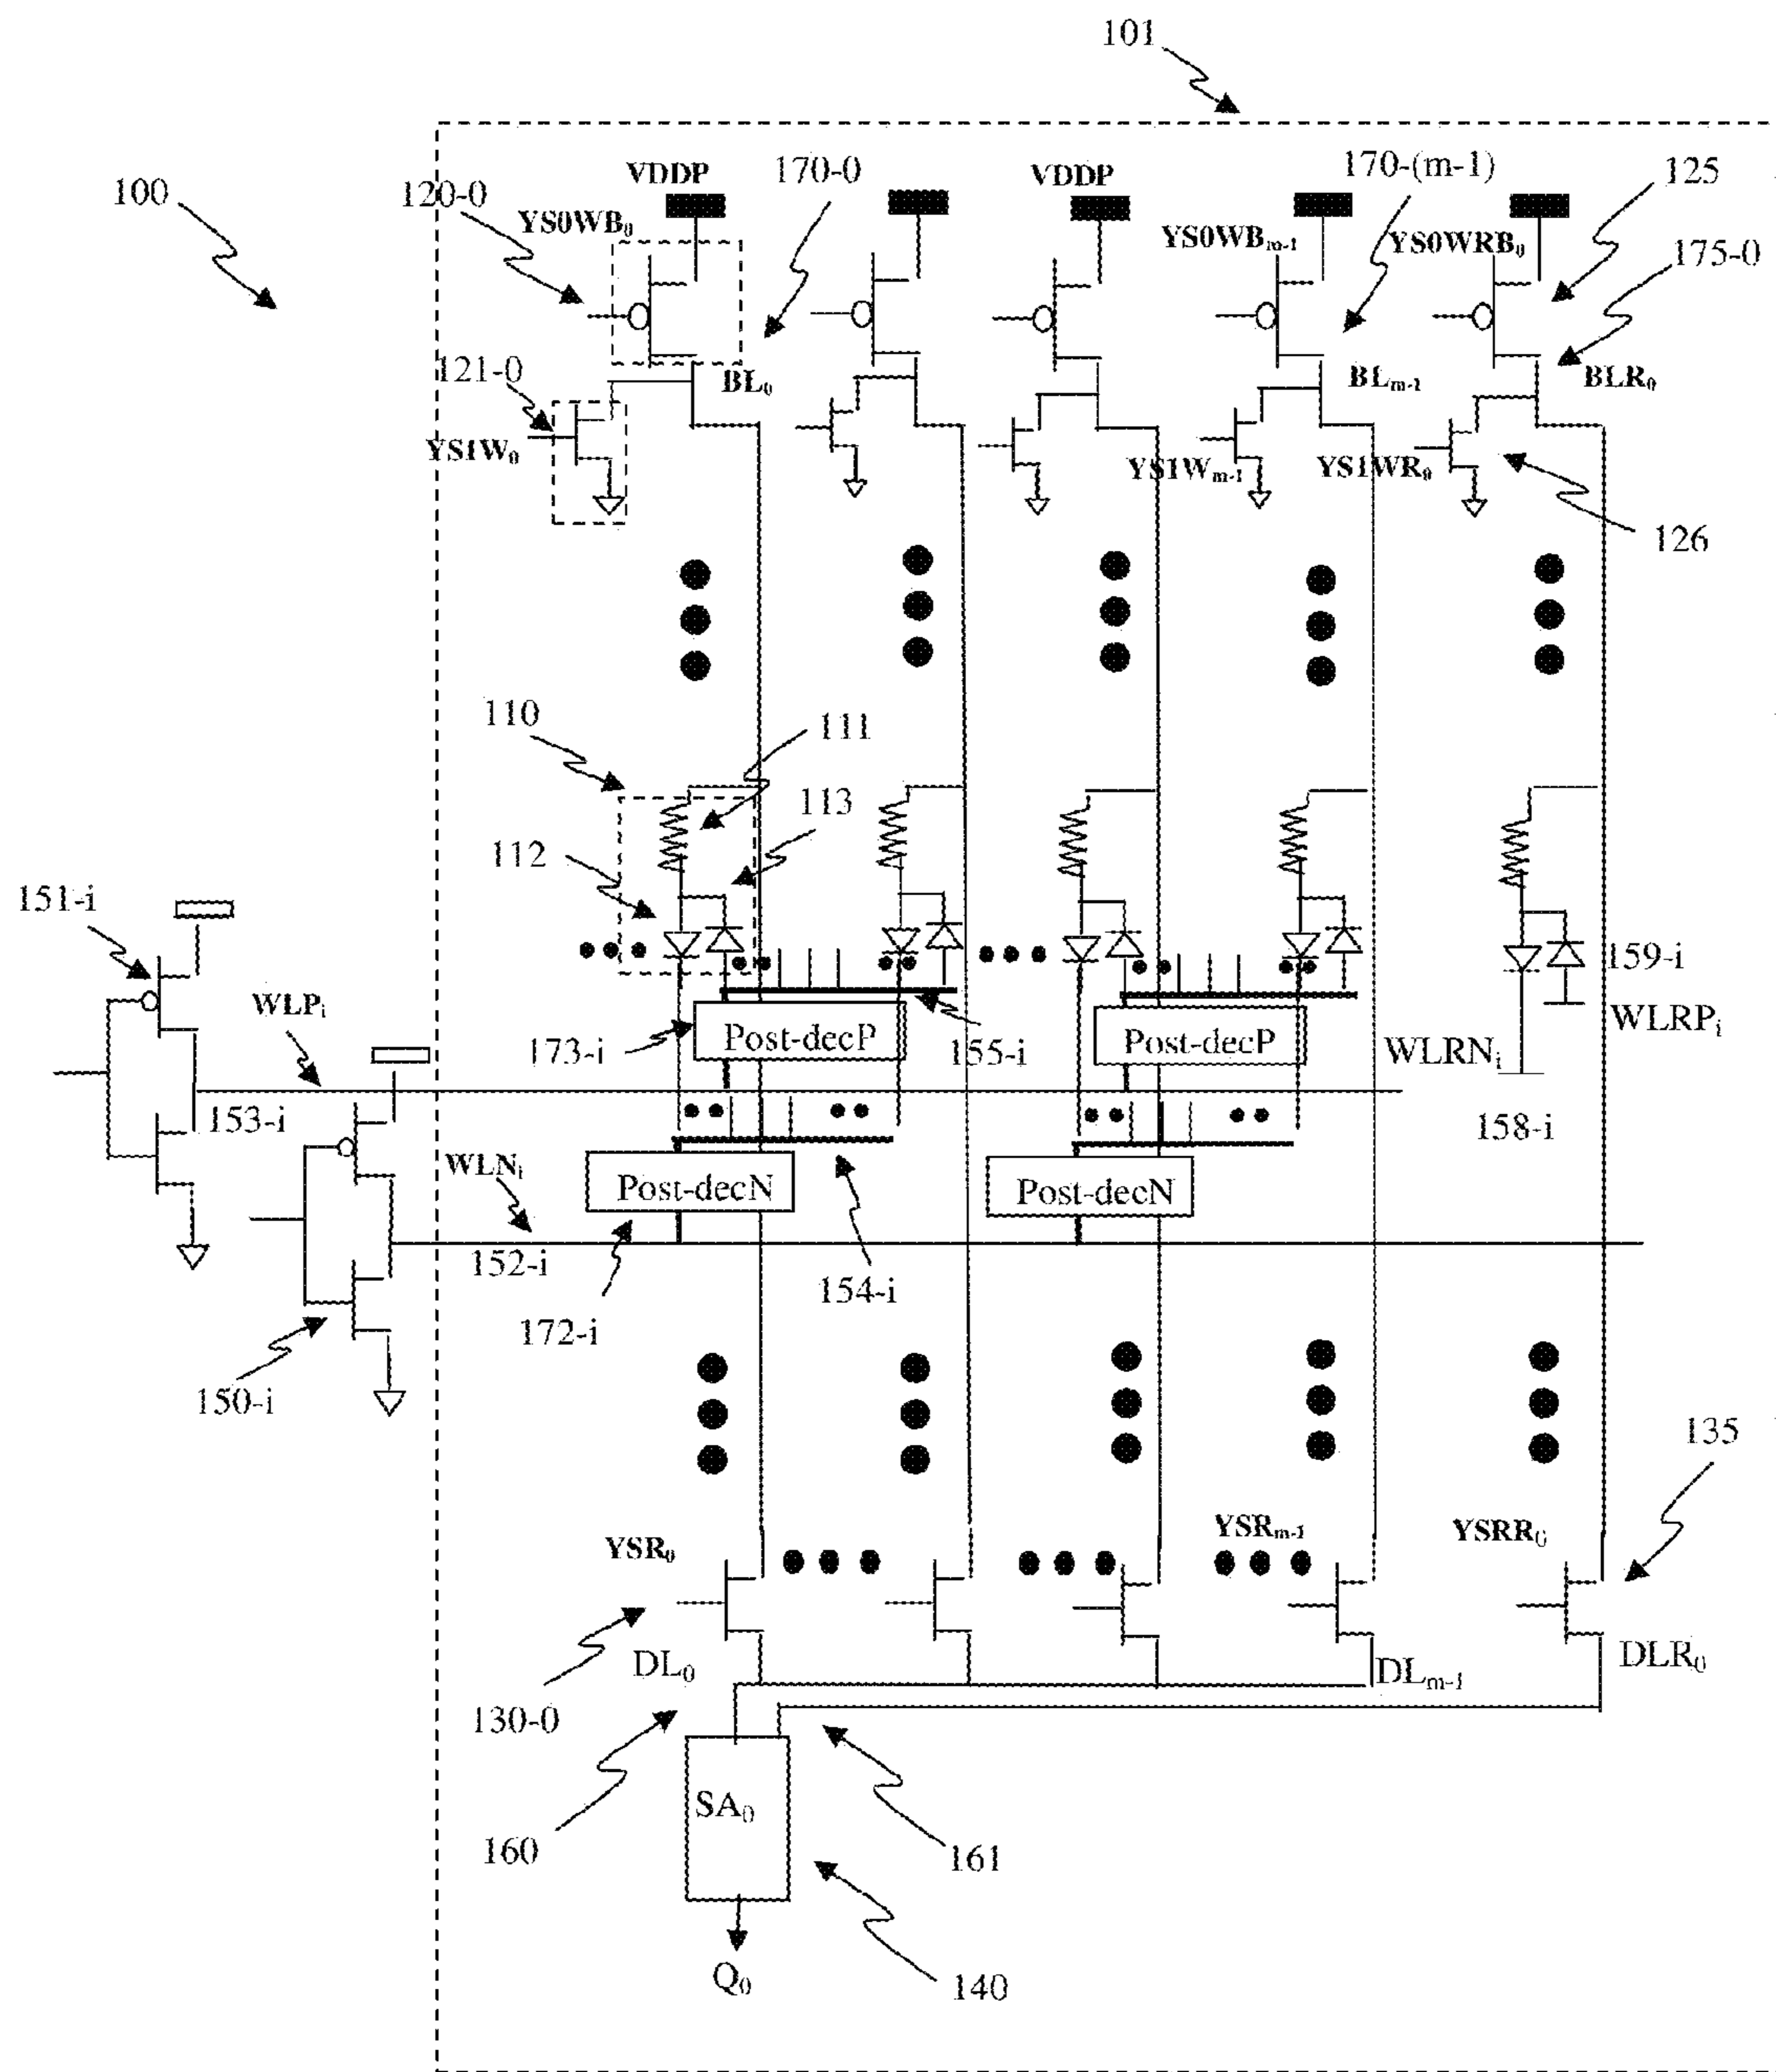 101
100
VDDP
170-0
VDDP
170-(m-1)
125
120-0
YS0WB₀
YS0WBₘ₋₁
YS0WRB₀
175-0
121-0
BL₀
BLₘ₋₁
BLR₀
YS1W₀
YS1Wₘ₋₁
YS1WR₀
126
110
111
113
112
151-i
159-i
WLPᵢ
173-i
Post-decP
155-i
Post-decP
WLRNᵢ
WLRPᵢ
153-i
158-i
WLNᵢ
Post-decN
Post-decN
152-i
154-i
172-i
150-i
135
YSR₀
YSRₘ₋₁
YSRR₀
DL₀
DLₘ₋₁
DLR₀
130-0
SA₀
160
161
Q₀
140